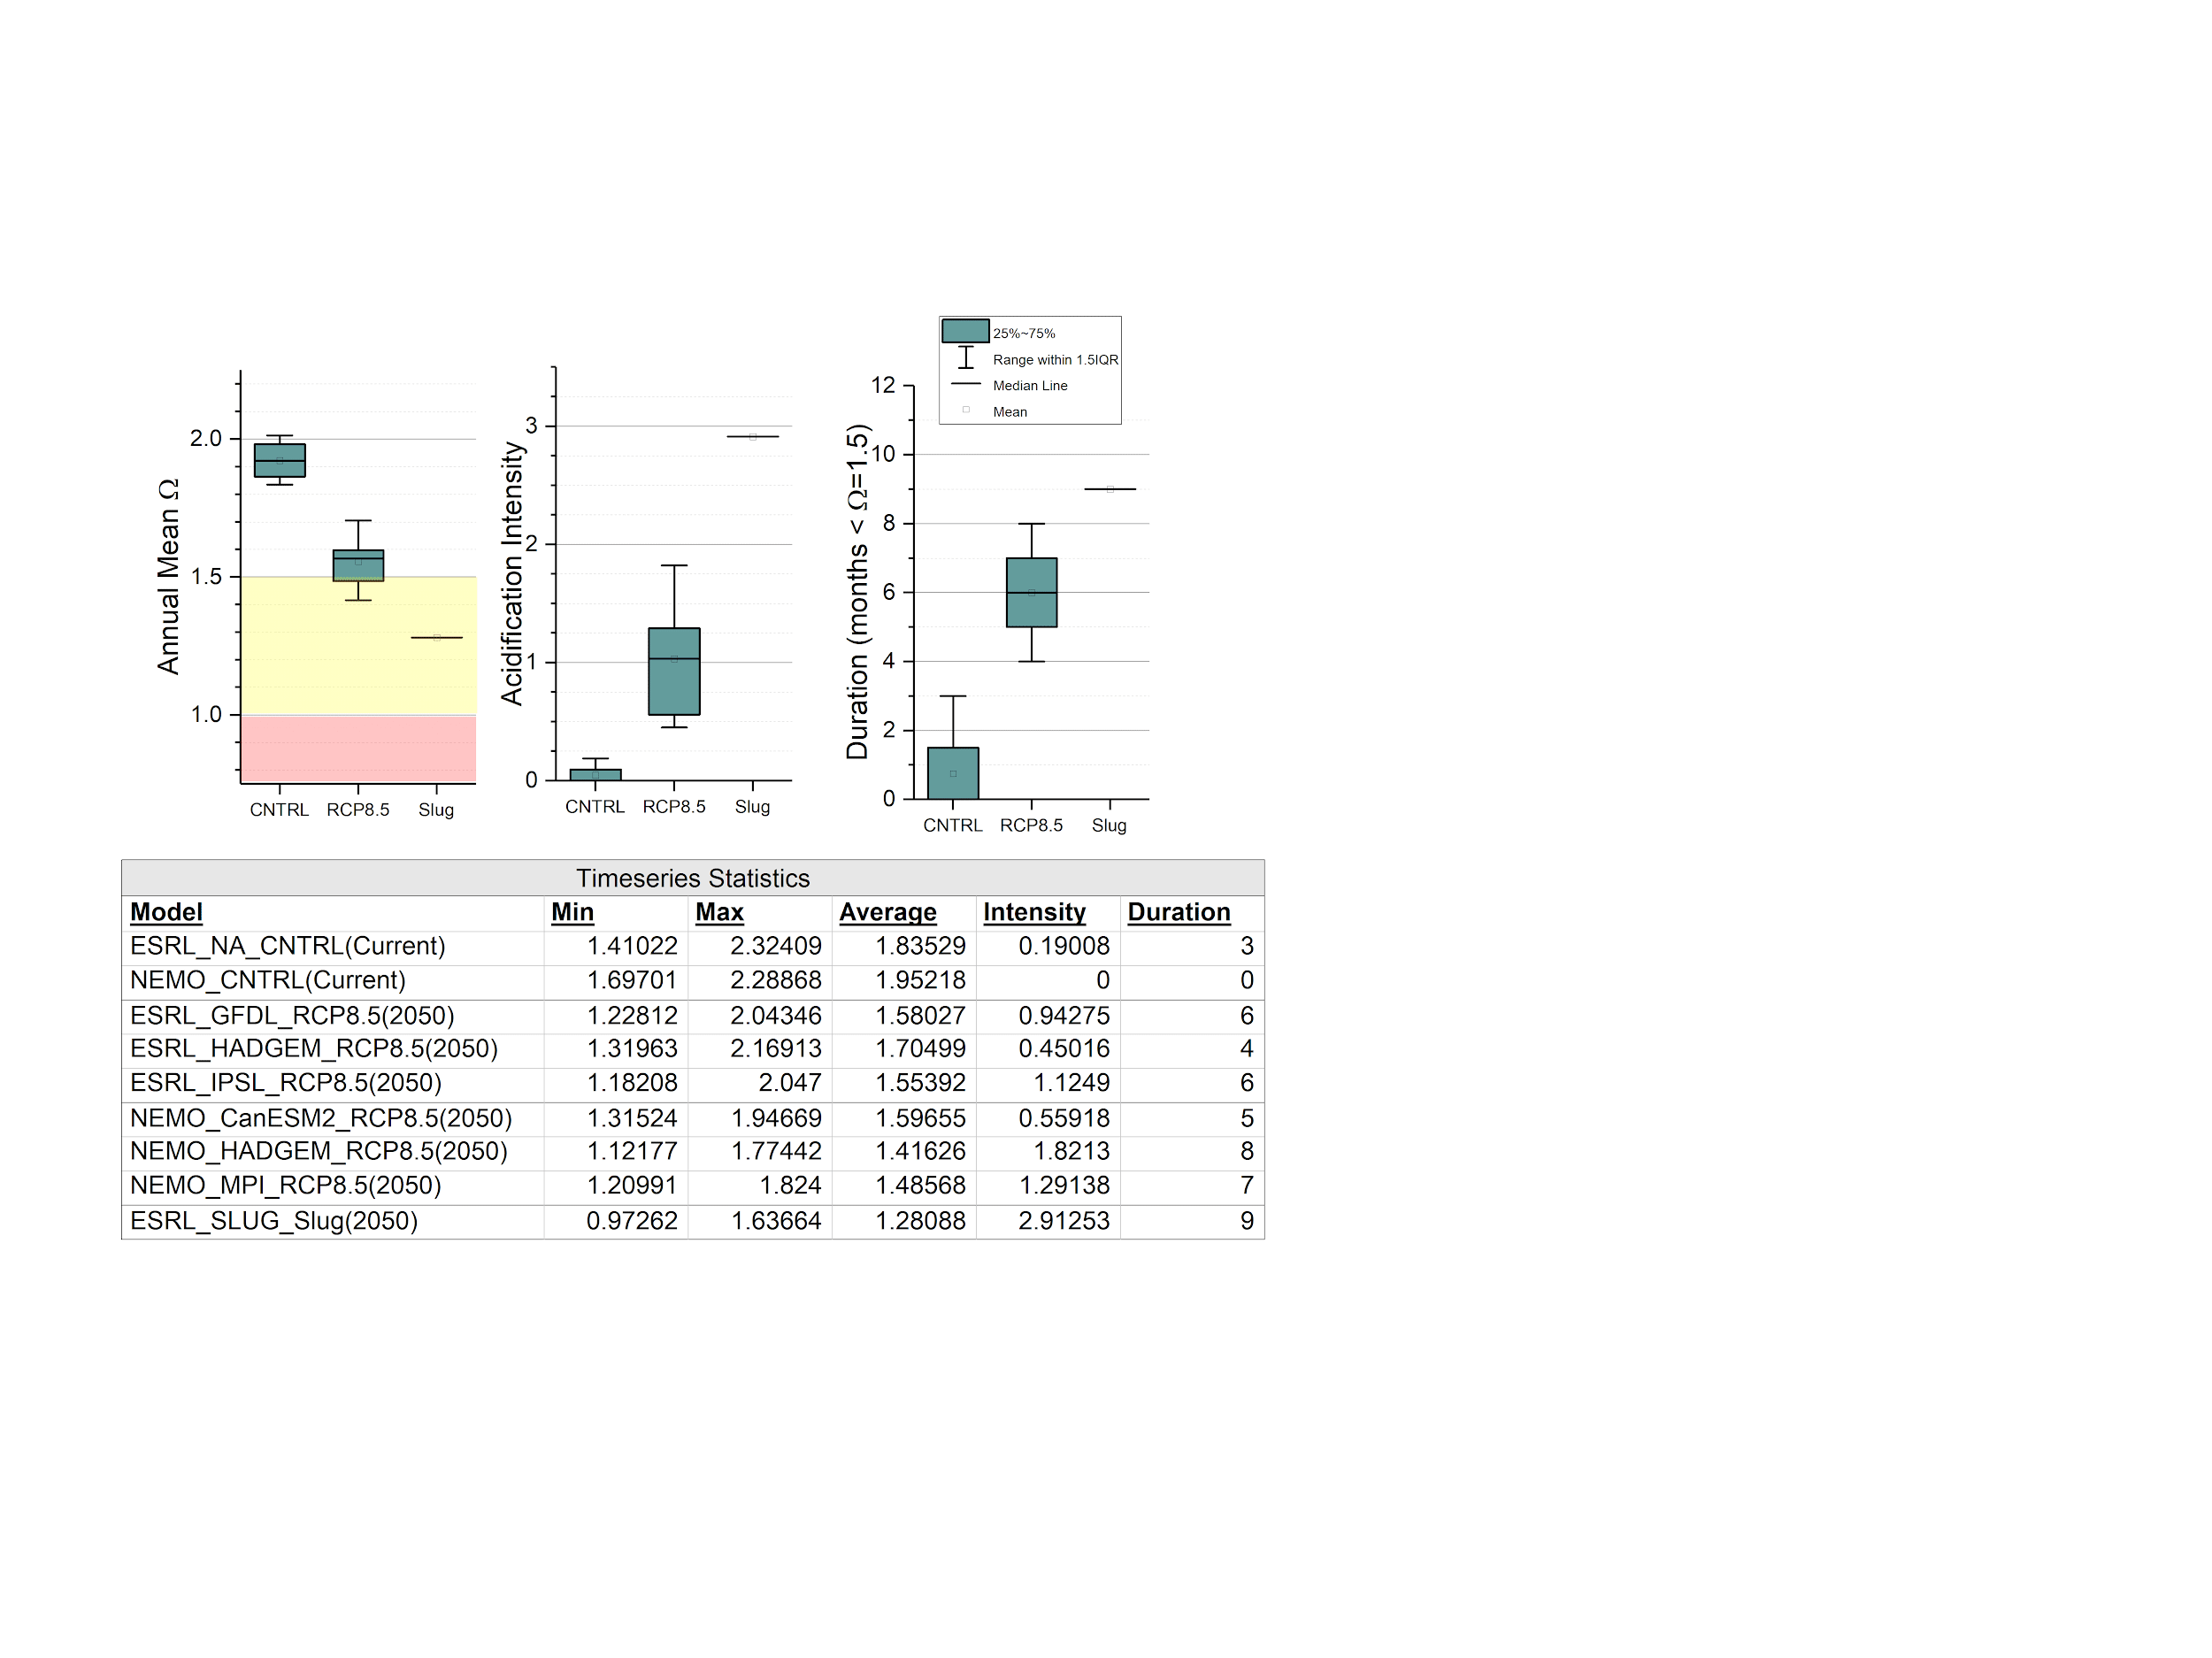 25%~75%
Range within 1.5IQR
Median Line
Mean
Annual Mean Ω
2.0
1.5
1.0
CNTRL RCP8.5 Slug
Acidification Intensity
3
2
1
0
CNTRL RCP8.5 Slug
Duration (months < Ω=1.5)
12
10
8
6
4
2
0
CNTRL RCP8.5 Slug
Timeseries Statistics
Model Min Max Average Intensity Duration
ESRL_NA_CNTRL(Current) 1.41022 2.32409 1.83529 0.19008 3
NEMO_CNTRL(Current) 1.69701 2.28868 1.95218 0 0
ESRL_GFDL_RCP8.5(2050) 1.22812 2.04346 1.58027 0.94275 6
ESRL_HADGEM_RCP8.5(2050) 1.31963 2.16913 1.70499 0.45016 4
ESRL_IPSL_RCP8.5(2050) 1.18208 2.047 1.55392 1.1249 6
NEMO_CanESM2_RCP8.5(2050) 1.31524 1.94669 1.59655 0.55918 5
NEMO_HADGEM_RCP8.5(2050) 1.12177 1.77442 1.41626 1.8213 8
NEMO_MPI_RCP8.5(2050) 1.20991 1.824 1.48568 1.29138 7
ESRL_SLUG_Slug(2050) 0.97262 1.63664 1.28088 2.91253 9